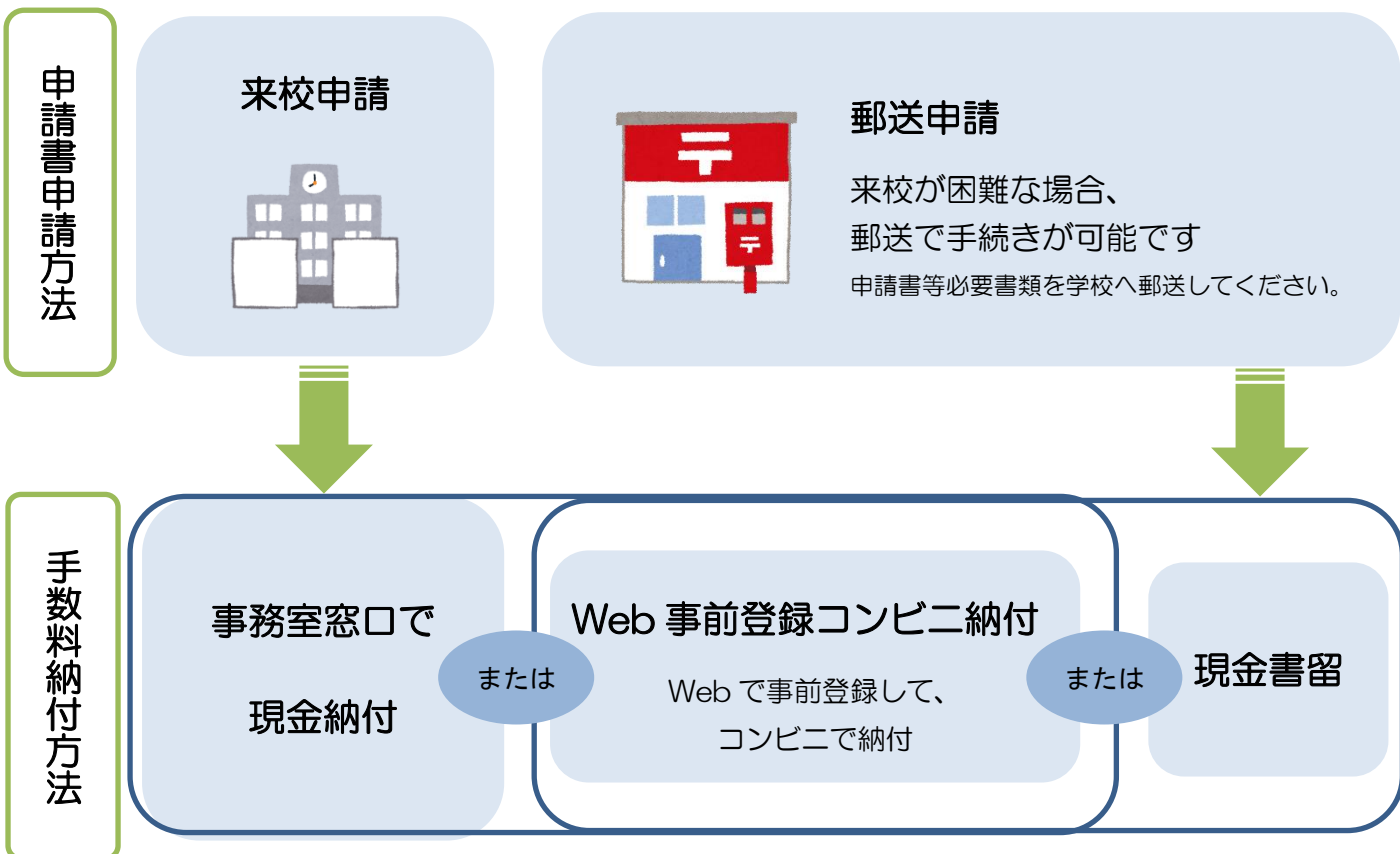 申請書申請方法
来校申請
郵送申請
来校が困難な場合、
郵送で手続きが可能です
申請書等必要書類を学校へ郵送してください。
手数料納付方法
事務室窓口で
現金納付
または
Web 事前登録コンビニ納付
Web で事前登録して、
コンビニで納付
または
現金書留